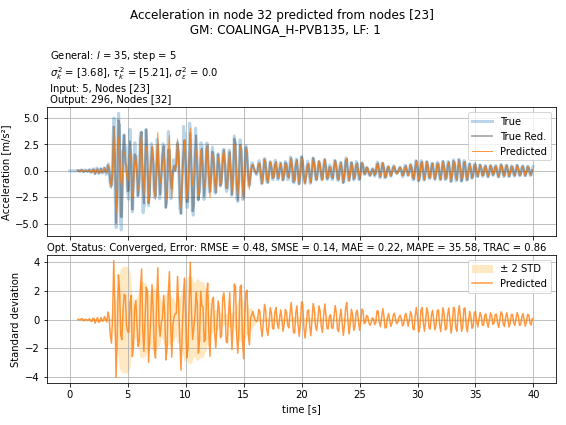 Acceleration in node 32 predicted from nodes [23]
GM: COALINGA_H-PVB135, LF: 1
General: l = 35, step = 5
σ_k² = [3.68], τ_k² = [5.21], σ_ε² = 0.0
Input: 5, Nodes [23]
Output: 296, Nodes [32]
True
True Red.
Predicted
Acceleration [m/s²]
5.0
2.5
0.0
−2.5
−5.0
Opt. Status: Converged, Error: RMSE = 0.48, SMSE = 0.14, MAE = 0.22, MAPE = 35.58, TRAC = 0.86
± 2 STD
Predicted
Standard deviation
4
2
0
−2
−4
0 5 10 15 20 25 30 35 40
time [s]